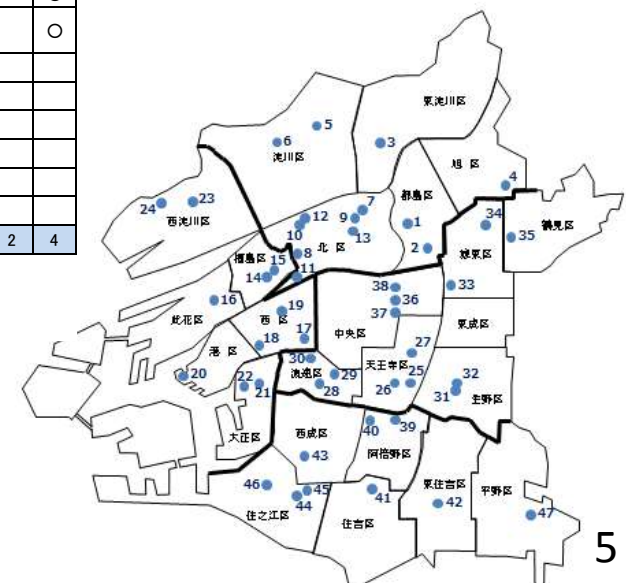 ○
○
2 4
東淀川区
5
6
淀川区
3
旭 区
都島区
4
24
23
西淀川区
7
12
9
10
北 区
13
1
34
鶴見区
35
8
2
城東区
福島区
15
14
11
38
33
16
此花区
19
36
西 区
37
中央区
東成区
17
港 区
18
27
30
浪速区
天王寺区
20
22
21
29
28
26
25
32
31
生野区
大正区
西成区
40
39
阿倍野区
43
46
45
44
41
東住吉区
42
平野区
47
住之江区
住吉区
5